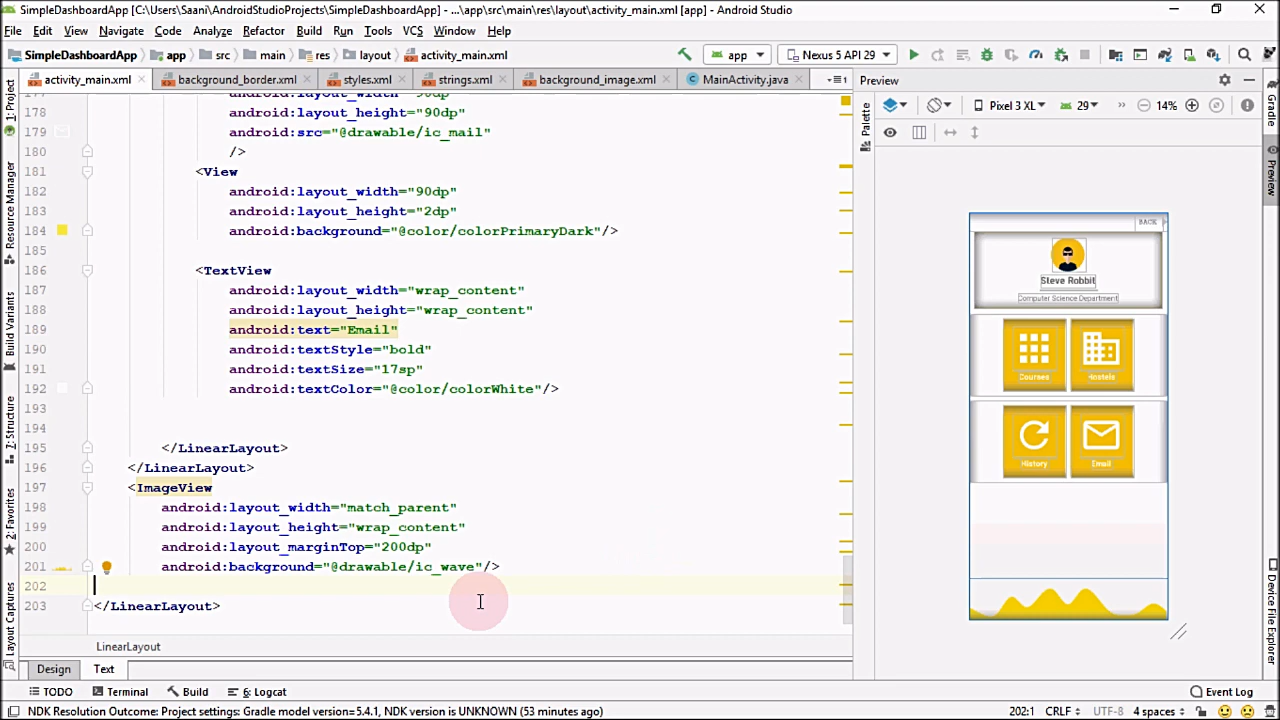 SimpleDashboardApp [C:\Users\Saani\AndroidStudioProjects\SimpleDashboardApp] - ...\app\src\main\res\layout\activity_main.xml [app] - Android Studio
File Edit View Navigate Code Analyze Refactor Build Run Tools VCS Window Help
SimpleDashboardApp app src main res layout activity_main.xml app Nexus 5 API 29
activity_main.xml background_border.xml styles.xml strings.xml background_image.xml MainActivity.java 1 Preview
Palette Pixel 3 XL 29 14%
177 android:layout_width="90dp"
178 android:layout_height="90dp"
179 android:src="@drawable/ic_mail"
180 />
181 <View
182 android:layout_width="90dp"
183 android:layout_height="2dp"
184 android:background="@color/colorPrimaryDark"/>
185
186 <TextView
187 android:layout_width="wrap_content"
188 android:layout_height="wrap_content"
189 android:text="Email"
190 android:textStyle="bold"
191 android:textSize="17sp"
192 android:textColor="@color/colorWhite"/>
193
194
195 </LinearLayout>
196 </LinearLayout>
197 <ImageView
198 android:layout_width="match_parent"
199 android:layout_height="wrap_content"
200 android:layout_marginTop="200dp"
201 android:background="@drawable/ic_wave"/>
202
203 </LinearLayout>
LinearLayout
Design Text
TODO Terminal Build 6: Logcat Event Log
NDK Resolution Outcome: Project settings: Gradle model version=5.4.1, NDK version is UNKNOWN (53 minutes ago) 202:1 CRLF UTF-8 4 spaces
1: Project
Resource Manager
Build Variants
7: Structure
2: Favorites
Layout Captures
BACK
Steve Robbit
Computer Science Department
Courses Hostels
History Email
Gradle
Preview
Device File Explorer